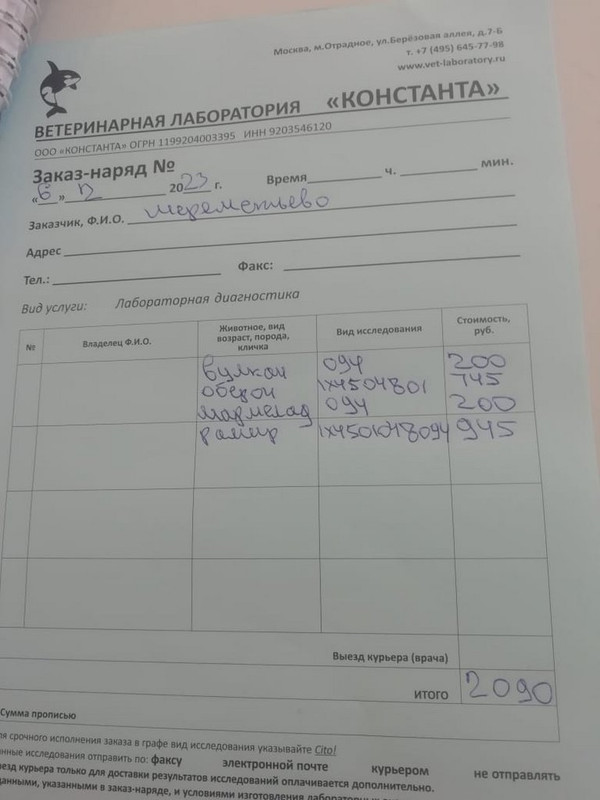 Москва, м.Отрадное, ул.Берёзовая аллея, д.7-Б
т. +7 (495) 645-77-98
www.vet-laboratory.ru
ВЕТЕРИНАРНАЯ ЛАБОРАТОРИЯ «КОНСТАНТА»
ООО «КОНСТАНТА» ОГРН 1199204003395 ИНН 9203546120
Заказ-наряд №
«6» 12 2023 г. Время ч. мин.
Заказчик, Ф.И.О. Шереметьево
Адрес
Тел.: Факс:
Вид услуги: Лабораторная диагностика
№ Владелец Ф.И.О. Животное, вид возраст, порода, кличка Вид исследования Стоимость, руб.
Вулкан 094 200
Оберон 1х4504801 745
Мармелад 094 200
Рамир 1х4501048094 945
Выезд курьера (врача)
ИТОГО 2090
Сумма прописью
срочного исполнения заказа в графе вид исследования указывайте Cito!
исследования отправить по: факсу электронной почте курьером не отправлять
курьера только для доставки результатов исследований оплачивается дополнительно.
данными, указанными в заказ-наряде, и условиями изготовления